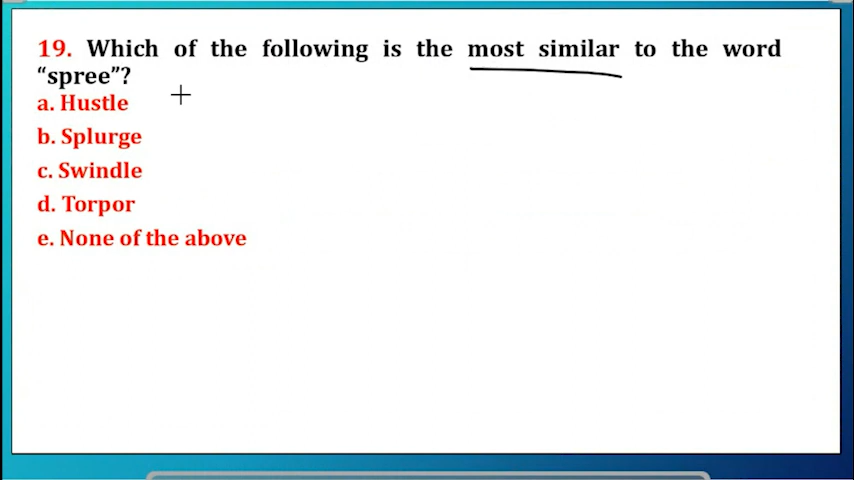 19. Which of the following is the most similar to the word
“spree”?
a. Hustle
b. Splurge
c. Swindle
d. Torpor
e. None of the above